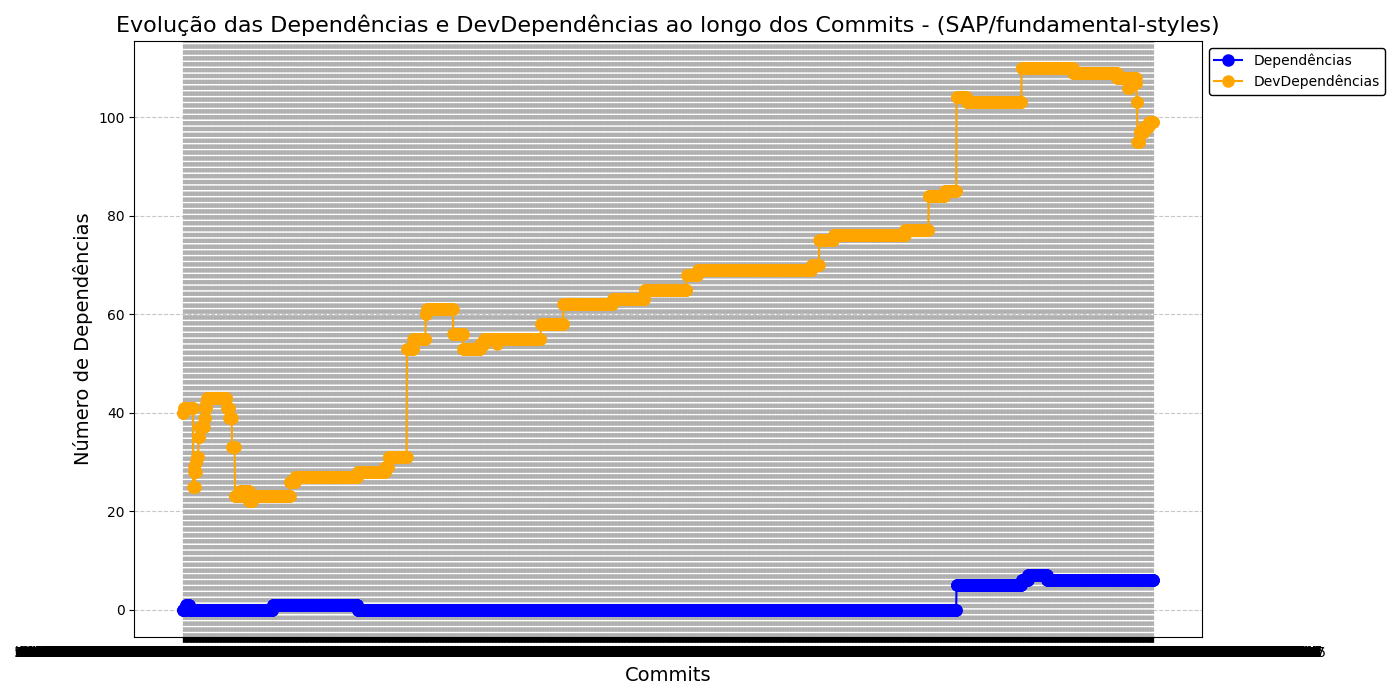 Evolução das Dependências e DevDependências ao longo dos Commits - (SAP/fundamental-styles)
Dependências
DevDependências
100
80
60
40
20
0
Número de Dependências
Commits